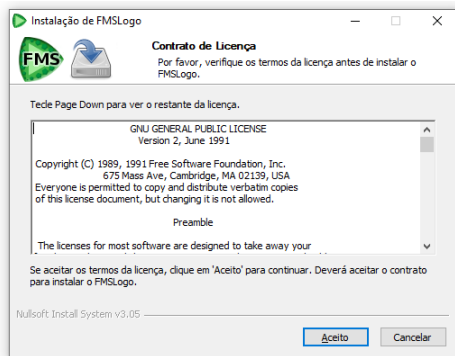 Instalação de FMSLogo
FMS
Contrato de Licença
Por favor, verifique os termos da licença antes de instalar o
FMSLogo.
Tecle Page Down para ver o restante da licença.
GNU GENERAL PUBLIC LICENSE
Version 2, June 1991
Copyright (C) 1989, 1991 Free Software Foundation, Inc.
675 Mass Ave, Cambridge, MA 02139, USA
Everyone is permitted to copy and distribute verbatim copies
of this license document, but changing it is not allowed.
Preamble
The licenses for most software are designed to take away your
Se aceitar os termos da licença, clique em 'Aceito' para continuar. Deverá aceitar o contrato
para instalar o FMSLogo.
Nullsoft Install System v3.05
Aceito
Cancelar